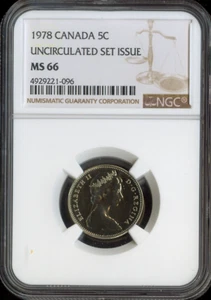 1978 CANADA 5C
UNCIRCULATED SET ISSUE
MS 66
4929221-096
NUMISMATIC GUARANTY CORPORATION
NGC
ELIZABETH II D·G·REGINA